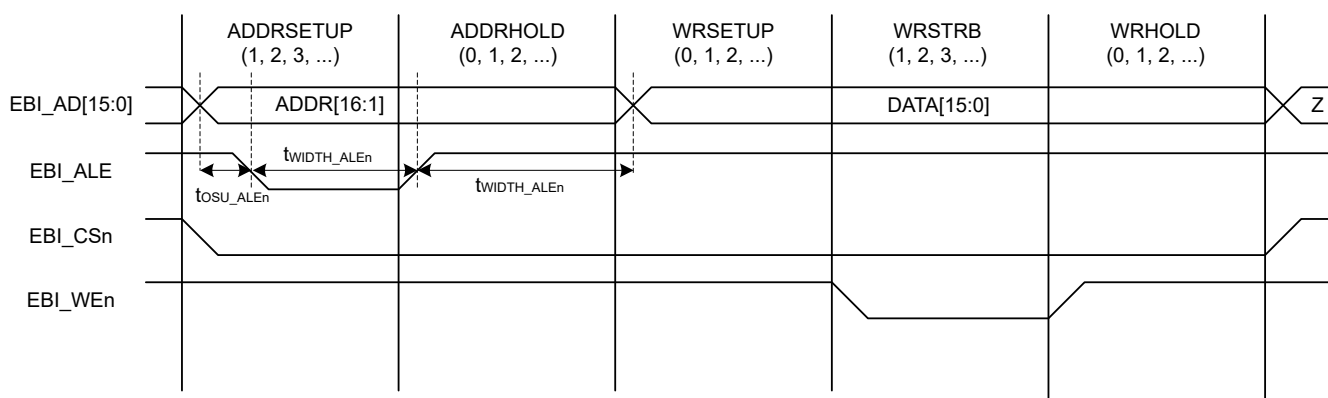 ADDRSETUP
(1, 2, 3, ...)
ADDRHOLD
(0, 1, 2, ...)
WRSETUP
(0, 1, 2, ...)
WRSTRB
(1, 2, 3, ...)
WRHOLD
(0, 1, 2, ...)
EBI_AD[15:0]
ADDR[16:1]
DATA[15:0]
Z
EBI_ALE
tWIDTH_ALEn
tWIDTH_ALEn
tOSU_ALEn
EBI_CSn
EBI_WEn